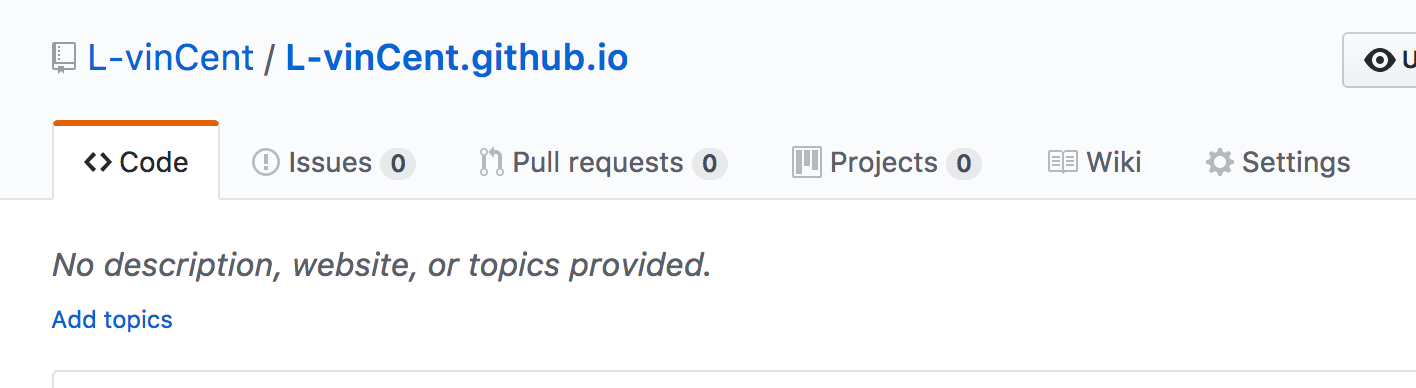 L-vinCent / L-vinCent.github.io
Code Issues 0 Pull requests 0 Projects 0 Wiki Settings
No description, website, or topics provided.
Add topics